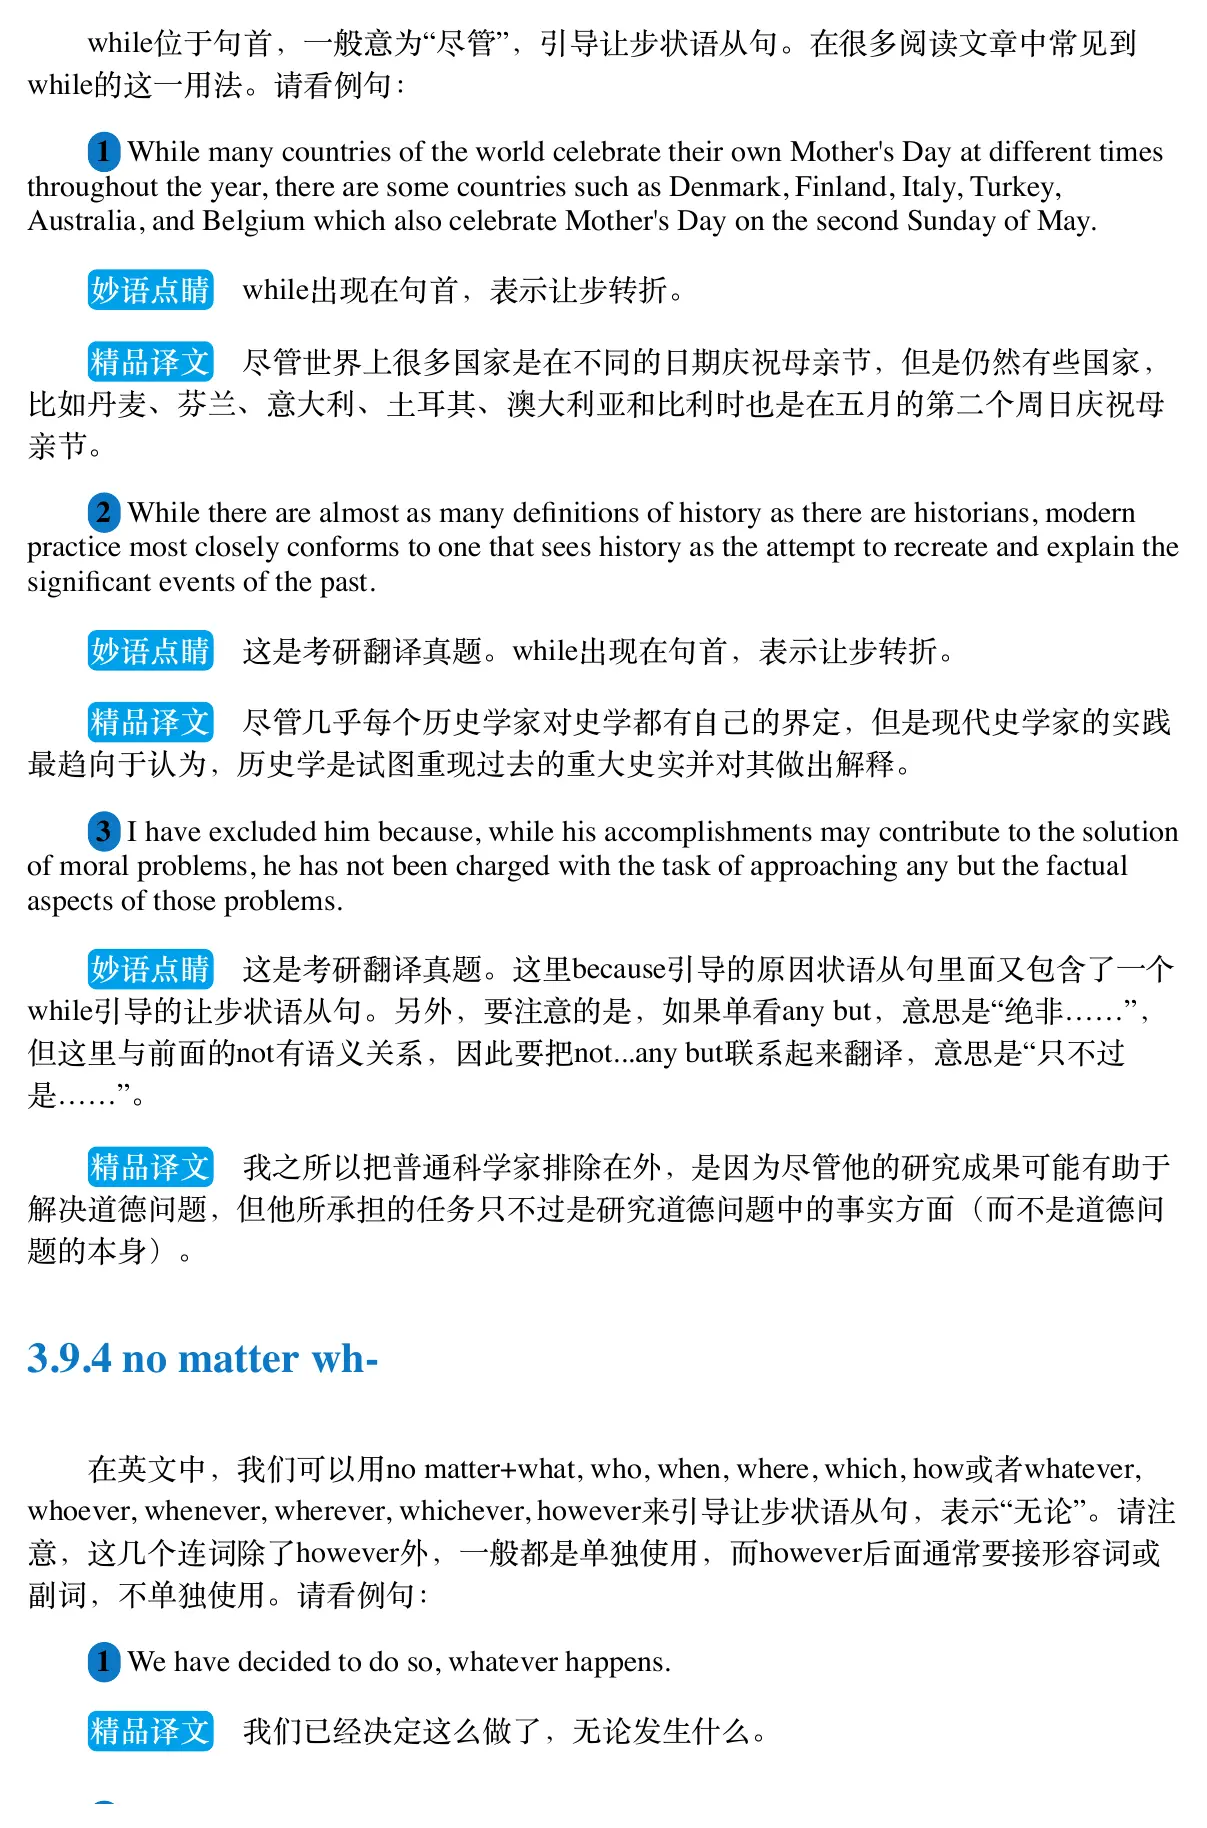 while位于句首，一般意为“尽管”，引导让步状语从句。在很多阅读文章中常见到
while的这一用法。请看例句：
1 While many countries of the world celebrate their own Mother's Day at different times
throughout the year, there are some countries such as Denmark, Finland, Italy, Turkey,
Australia, and Belgium which also celebrate Mother's Day on the second Sunday of May.
妙语点睛 while出现在句首，表示让步转折。
精品译文 尽管世界上很多国家是在不同的日期庆祝母亲节，但是仍然有些国家，
比如丹麦、芬兰、意大利、土耳其、澳大利亚和比利时也是在五月的第二个周日庆祝母
亲节。
2 While there are almost as many definitions of history as there are historians, modern
practice most closely conforms to one that sees history as the attempt to recreate and explain the
significant events of the past.
妙语点睛 这是考研翻译真题。while出现在句首，表示让步转折。
精品译文 尽管几乎每个历史学家对史学都有自己的界定，但是现代史学家的实践
最趋向于认为，历史学是试图重现过去的重大史实并对其做出解释。
3 I have excluded him because, while his accomplishments may contribute to the solution
of moral problems, he has not been charged with the task of approaching any but the factual
aspects of those problems.
妙语点睛 这是考研翻译真题。这里because引导的原因状语从句里面又包含了一个
while引导的让步状语从句。另外，要注意的是，如果单看any but，意思是“绝非……”，
但这里与前面的not有语义关系，因此要把not...any but联系起来翻译，意思是“只不过
是……”。
精品译文 我之所以把普通科学家排除在外，是因为尽管他的研究成果可能有助于
解决道德问题，但他所承担的任务只不过是研究道德问题中的事实方面（而不是道德问
题的本身）。
3.9.4 no matter wh-
在英文中，我们可以用no matter+what, who, when, where, which, how或者whatever,
whoever, whenever, wherever, whichever, however来引导让步状语从句，表示“无论”。请注
意，这几个连词除了however外，一般都是单独使用，而however后面通常要接形容词或
副词，不单独使用。请看例句：
1 We have decided to do so, whatever happens.
精品译文 我们已经决定这么做了，无论发生什么。